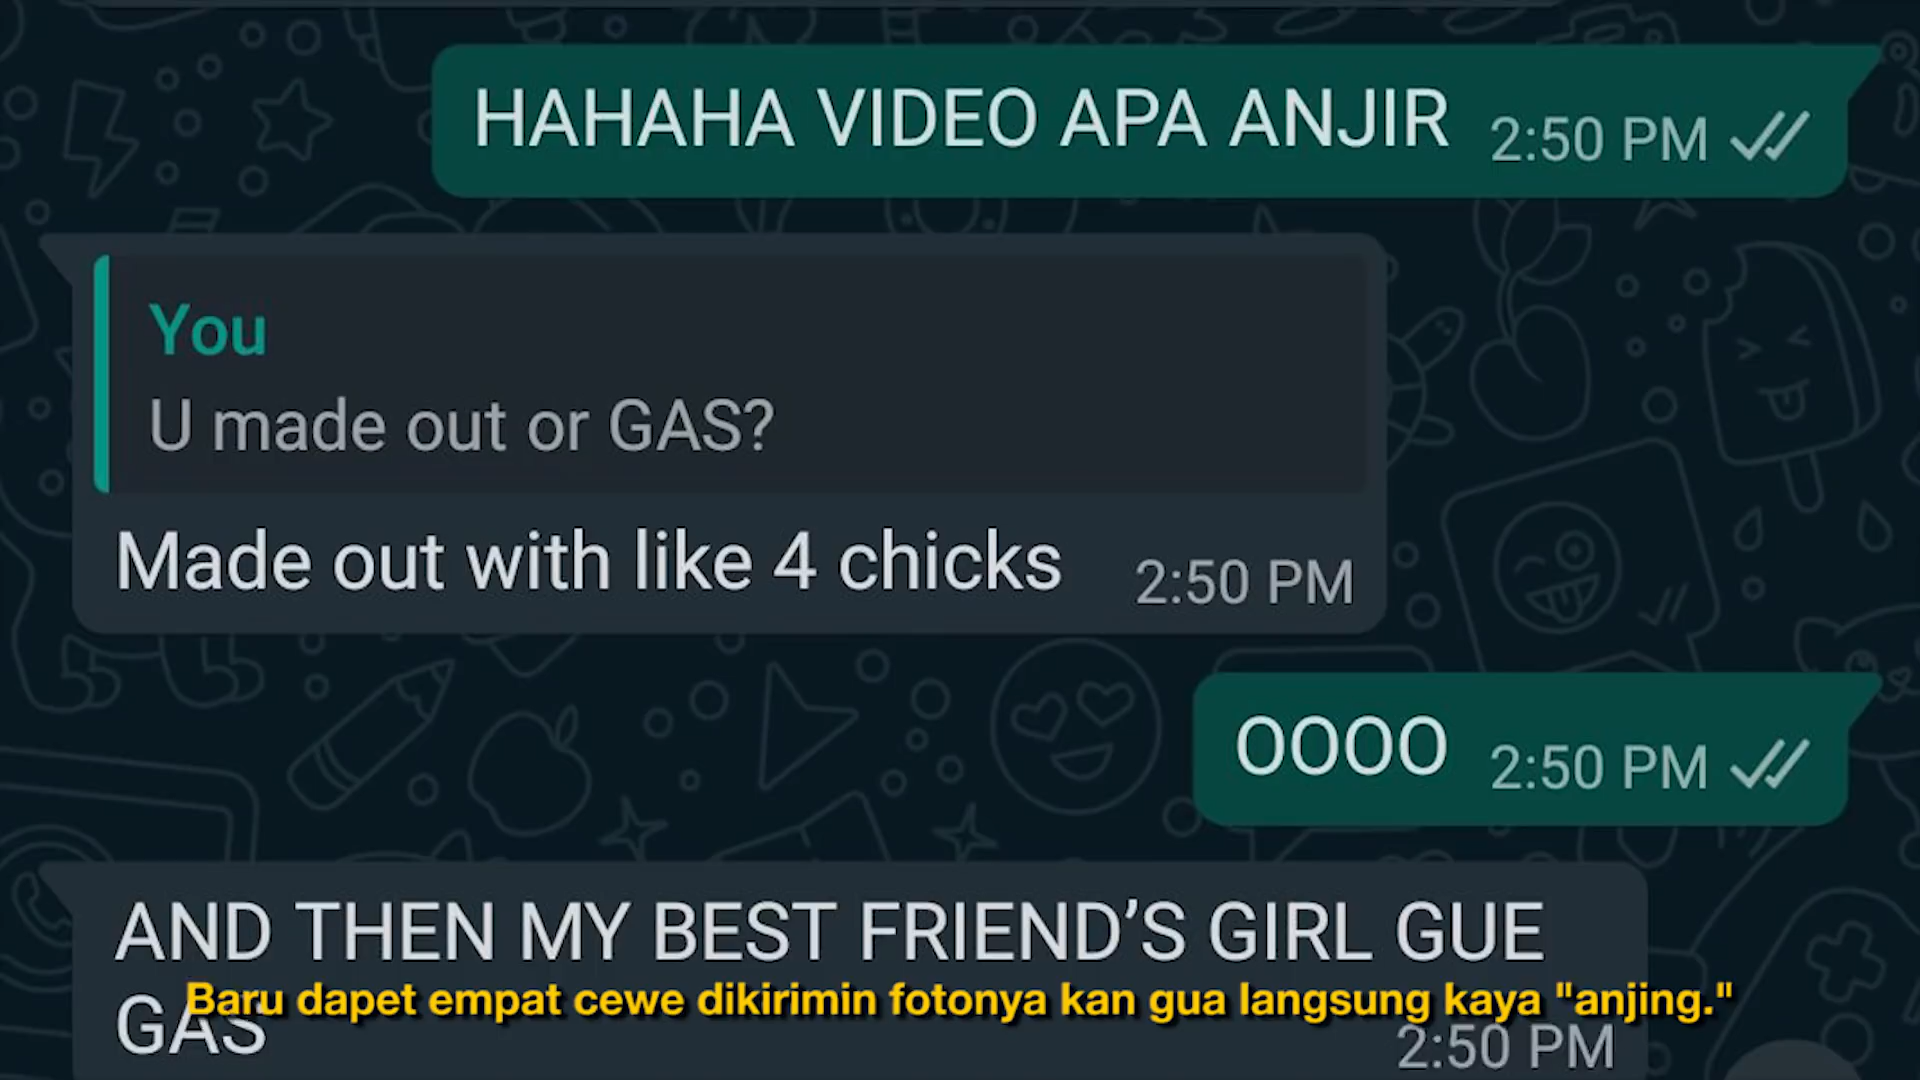 HAHAHA VIDEO APA ANJIR 2:50 PM
You
U made out or GAS?
Made out with like 4 chicks 2:50 PM
OOOO 2:50 PM
AND THEN MY BEST FRIEND’S GIRL GUE
GAS 2:50 PM
Baru dapet empat cewe dikirimin fotonya kan gua langsung kaya "anjing."